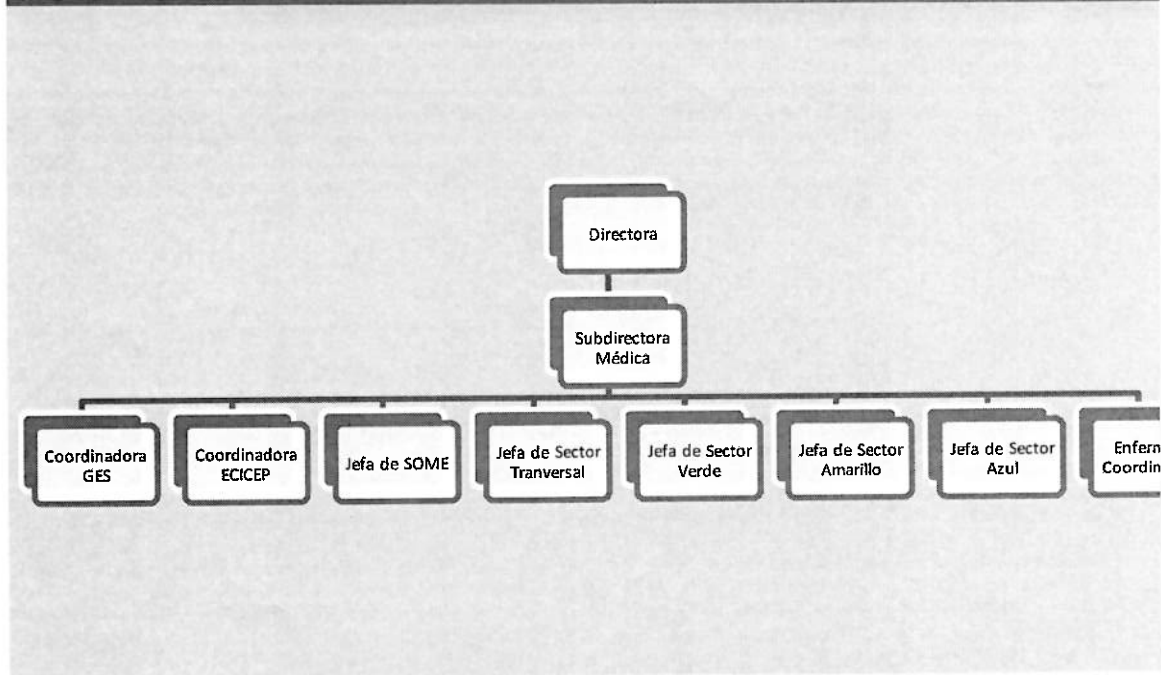 Directora
Subdirectora
Médica
Coordinadora
GES
Coordinadora
ECICEP
Jefa de SOME
Jefa de Sector
Tranversal
Jefa de Sector
Verde
Jefa de Sector
Amarillo
Jefa de Sector
Azul